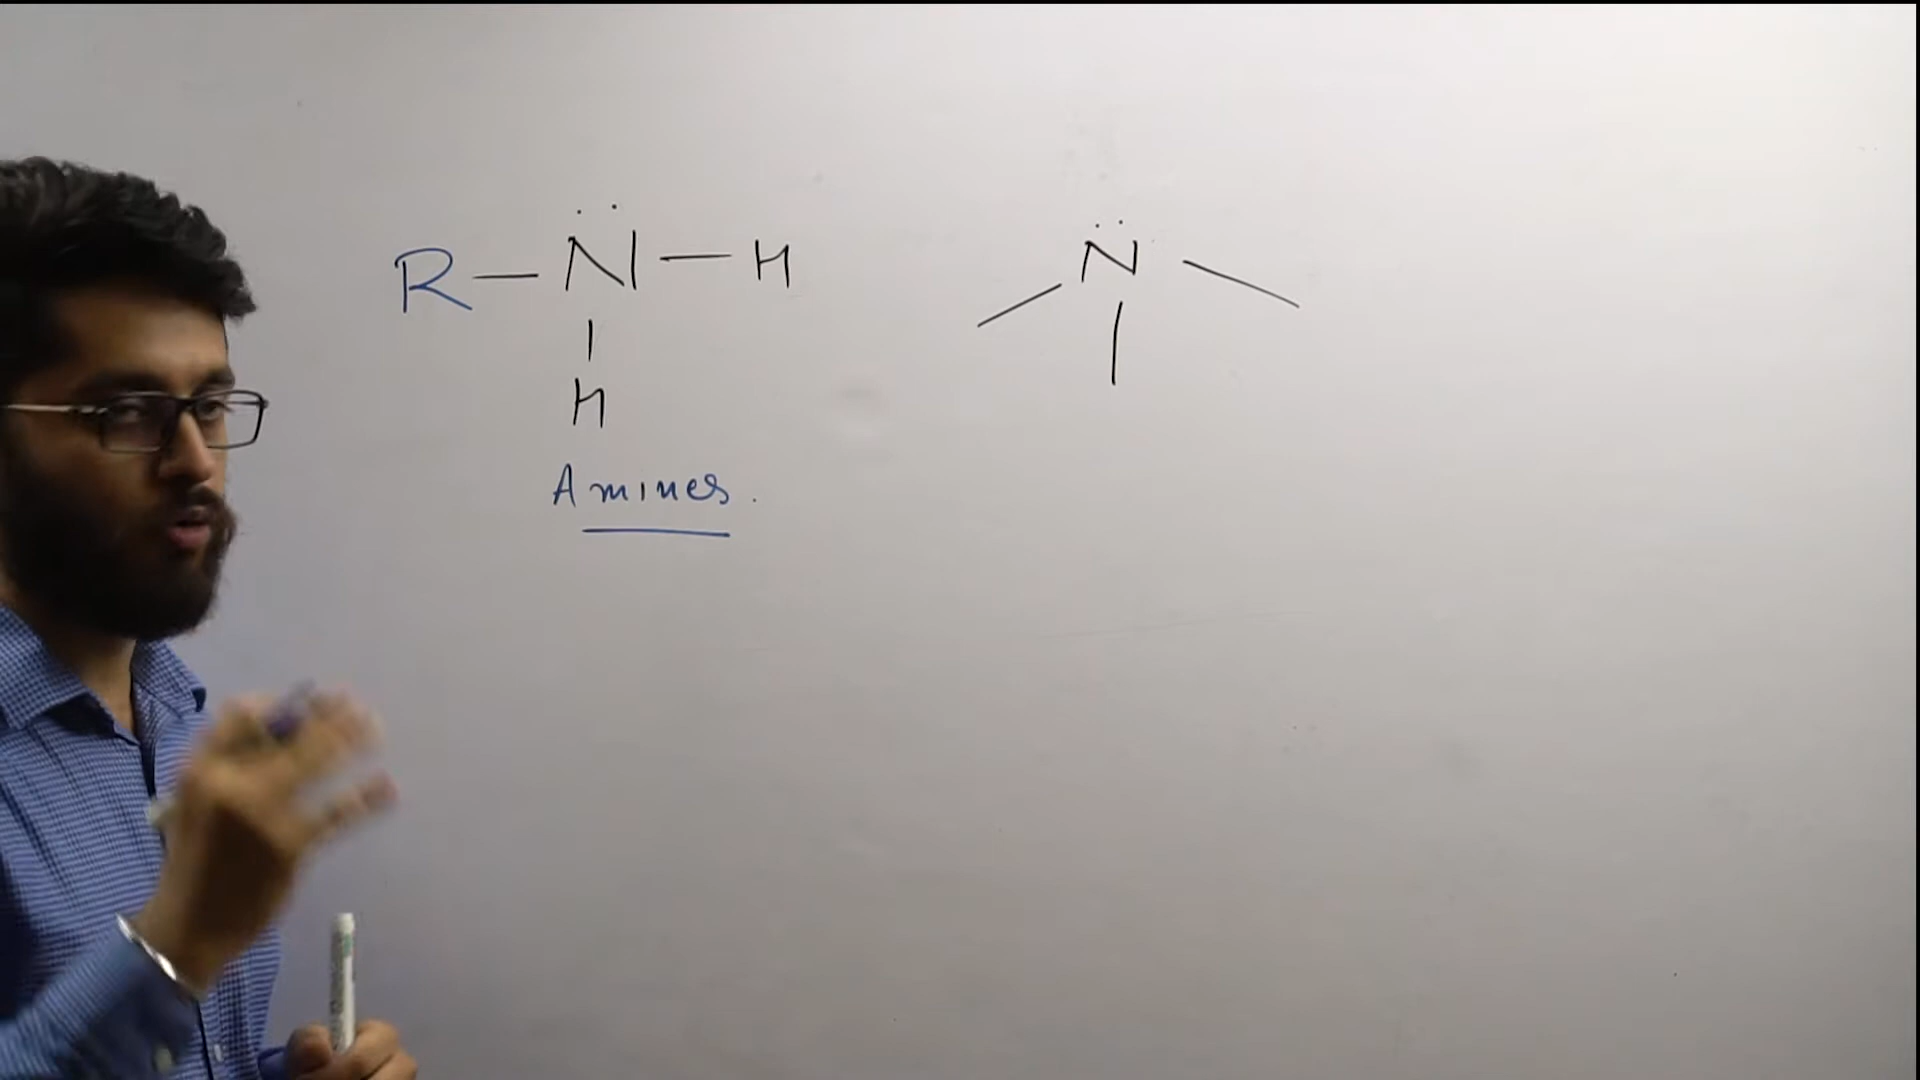 R - N̈ - H
|
H
N̈
Amines.